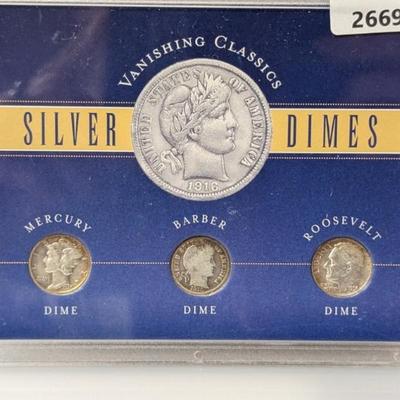 2669
VANISHING CLASSICS
SILVER DIMES
UNITED STATES OF AMERICA
1916
MERCURY BARBER ROOSEVELT
DIME DIME DIME